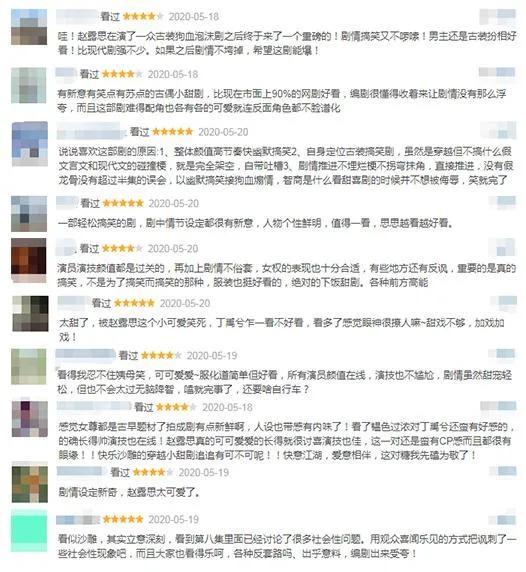 看过 ★★★★☆ 2020-05-18
哇！赵露思在演了一众古装狗血泡沫剧之后终于来了一个重磅的！剧情搞笑又不啰嗦！男主还是古装扮相好
看！比现代剧强不少。如果之后剧情不垮掉，希望这剧能爆！
看过 ★★★★☆ 2020-05-18
有新意有笑点有苏点的古偶小甜剧，比现在市面上90%的网剧好看，编剧很懂得收着来让剧情没有那么浮
夸，而且这部剧难得配角也各有各的可爱就连反面角色都不脸谱化
看过 ★★★★★ 2020-05-20
说说喜欢这部剧的原因:1、整体颜值高节奏快幽默搞笑2、自身定位古装搞笑剧，虽然是穿越但不搞什么假
文言文和现代文的碰撞梗，就是完全架空，自带吐槽3、剧情推进不埋烂梗不拐弯抹角，直接推进，没有假
龙骨没有超过半集的误会，以幽默搞笑接狗血煽情，智商是什么看甜喜剧的时候并不想被侮辱，笑就完了
看过 ★★★★☆ 2020-05-20
一部轻松搞笑的剧，剧中情节设定都很有新意，人物个性鲜明，值得一看，思思越看越好看。
看过 ★★★★☆ 2020-05-20
演员演技颜值都是过关的，再加上剧情不俗套，女权的表现也十分合适，有些地方还有反讽，重要的是真的
搞笑，不是为了搞笑而搞笑的那种，服装也挺好看的，绝对的下饭甜剧。各种前方高能
看过 ★★★★★ 2020-05-20
太甜了，被赵露思这个小可爱笑死，丁禹兮乍一看不好看，看多了感觉眼神很撩人嘛~甜戏不够，加戏加
戏！
看过 ★★★★☆ 2020-05-19
看得我忍不住姨母笑，可可爱爱~服化道简单但好看，所有演员颜值在线，演技也不尴尬，剧情虽然甜宠轻
松，但也不会太过无脑降智，嗑就完事了，还要啥自行车？
看过 ★★★★☆ 2020-05-18
感觉女尊都是古早题材了拍成剧有点新鲜啊，人设也带感有内味了！看了韫色过浓对丁禹兮还蛮有好感的，
的确长得帅演技也在线！赵露思真的可可爱爱的长得就很讨喜演技也佳，这一对还是蛮有CP感而且都很有
眼缘！！快乐沙雕的穿越小甜剧追追有可不可呢！！快意江湖，爱意相伴，这对糖我先磕为敬了！
看过 ★★★★☆ 2020-05-19
剧情设定新奇，赵露思太可爱了。
看过 ★★★★★ 2020-05-19
看似沙雕，其实立意深刻，看到第八集里面已经讨论了很多社会性问题。用观众喜闻乐见的方式把讽刺了一
些社会性现象吧，而且大家也看得乐呵，各种反套路吗、出乎意料，编剧出来受夸！